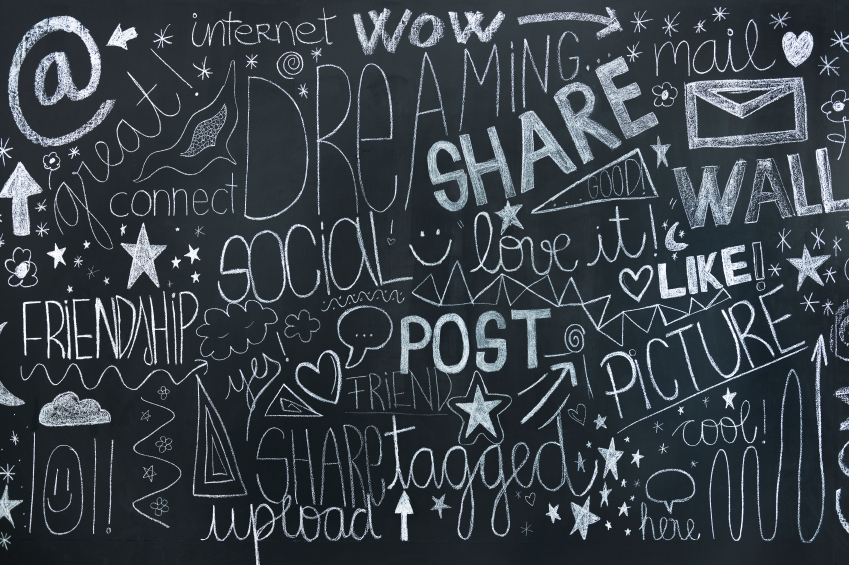 @
internet
WOW
DREAMING...
mail
great!
SHARE
connect
GOOD!
WALL
SOCIAL
love it!
LIKE!
FRIENDSHIP
POST
PICTURE
yes!
FRIEND
cool!
lol!!
SHARE
tagged
upload
here